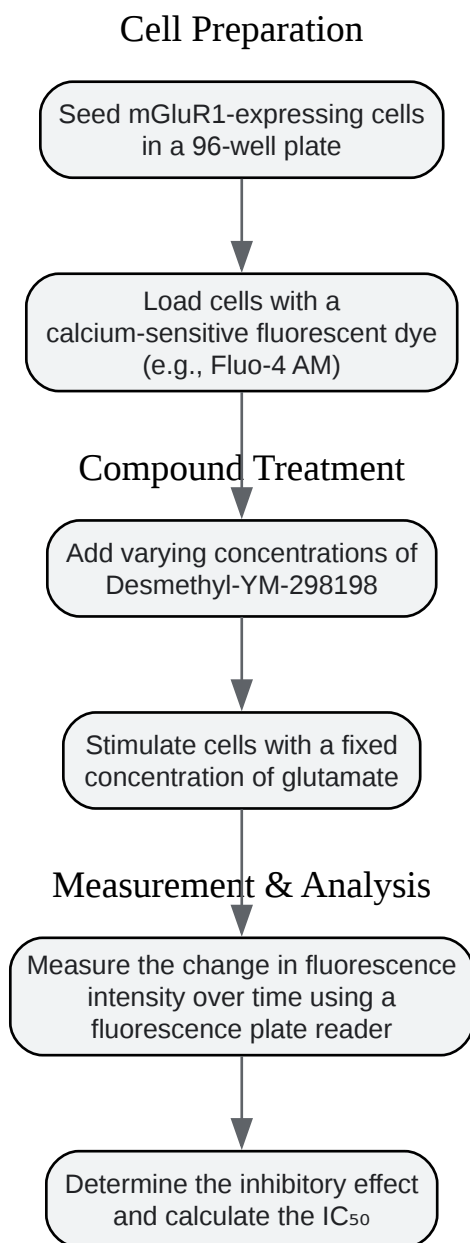 Cell Preparation
Seed mGluR1-expressing cells
in a 96-well plate
Load cells with a
calcium-sensitive fluorescent dye
(e.g., Fluo-4 AM)
Compound Treatment
Add varying concentrations of
Desmethyl-YM-298198
Stimulate cells with a fixed
concentration of glutamate
Measurement & Analysis
Measure the change in fluorescence
intensity over time using a
fluorescence plate reader
Determine the inhibitory effect
and calculate the IC₅₀